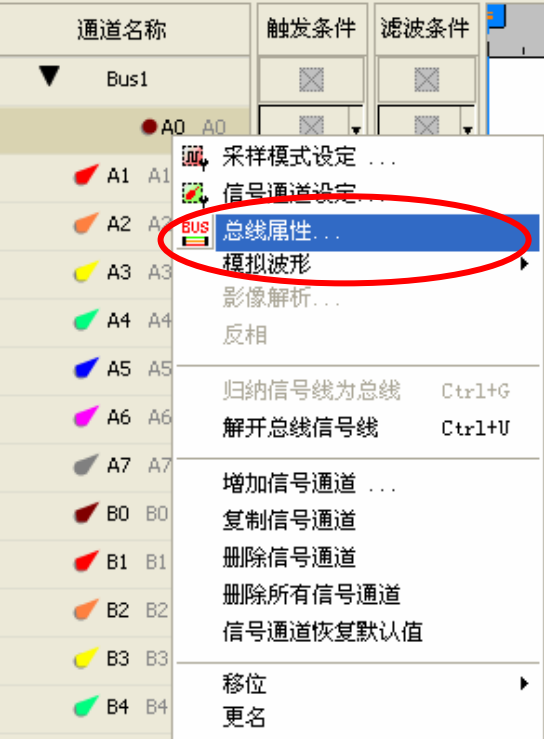 通道名称 触发条件 滤波条件
Bus1
A0 A0
采样模式设定 ...
A1 A1
信号通道设定...
A2 A2
BUS 总线属性...
模拟波形
A3 A3
影像解析...
A4 A4
反相
A5 A5
归纳信号线为总线 Ctrl+G
A6 A6
解开总线信号线 Ctrl+U
A7 A7
增加信号通道 ...
B0 B0
复制信号通道
B1 B1
删除信号通道
删除所有信号通道
B2 B2
信号通道恢复默认值
B3 B3
移位
B4 B4
更名